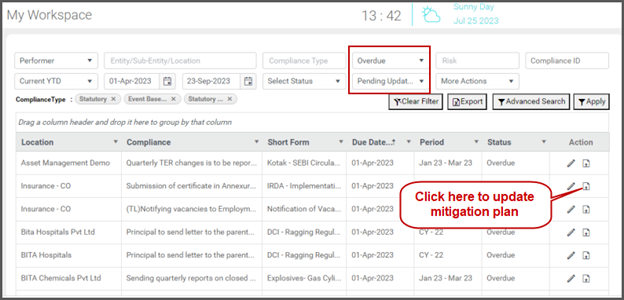 My Workspace
13 : 42
Sunny Day
Jul 25 2023
Performer Entity/Sub-Entity/Location Compliance Type Overdue Risk Compliance ID
Current YTD 01-Apr-2023 23-Sep-2023 Select Status Pending Updat... More Actions
ComplianceType : Statutory × Event Base... × Statutory ... × Clear Filter Export Advanced Search Apply
Drag a column header and drop it here to group by that column
Location Compliance Short Form Due Date... Period Status Action
Asset Management Demo Quarterly TER changes is to be repor... Kotak - SEBI Circula... 01-Apr-2023 Jan 23 - Mar 23 Overdue
Insurance - CO Submission of certificate in Annexur... IRDA - Implementati... 01-Apr-2023 Jan 23 - Mar 23 Overdue
Insurance - CO (TL)Notifying vacancies to Employm... Notification of Vaca... 01-Apr-2023
Click here to update
mitigation plan
Bita Hospitals Pvt Ltd Principal to send letter to the parent... DCI - Ragging Regul... 01-Apr-2023 CY - 22
BITA Hospitals Principal to send letter to the parent... DCI - Ragging Regul... 01-Apr-2023 CY - 22 Overdue
BITA Chemicals Pvt Ltd Sending quarterly reports on closed ... Explosives- Gas Cyli... 01-Apr-2023 Jan 23 - Mar 23 Overdue